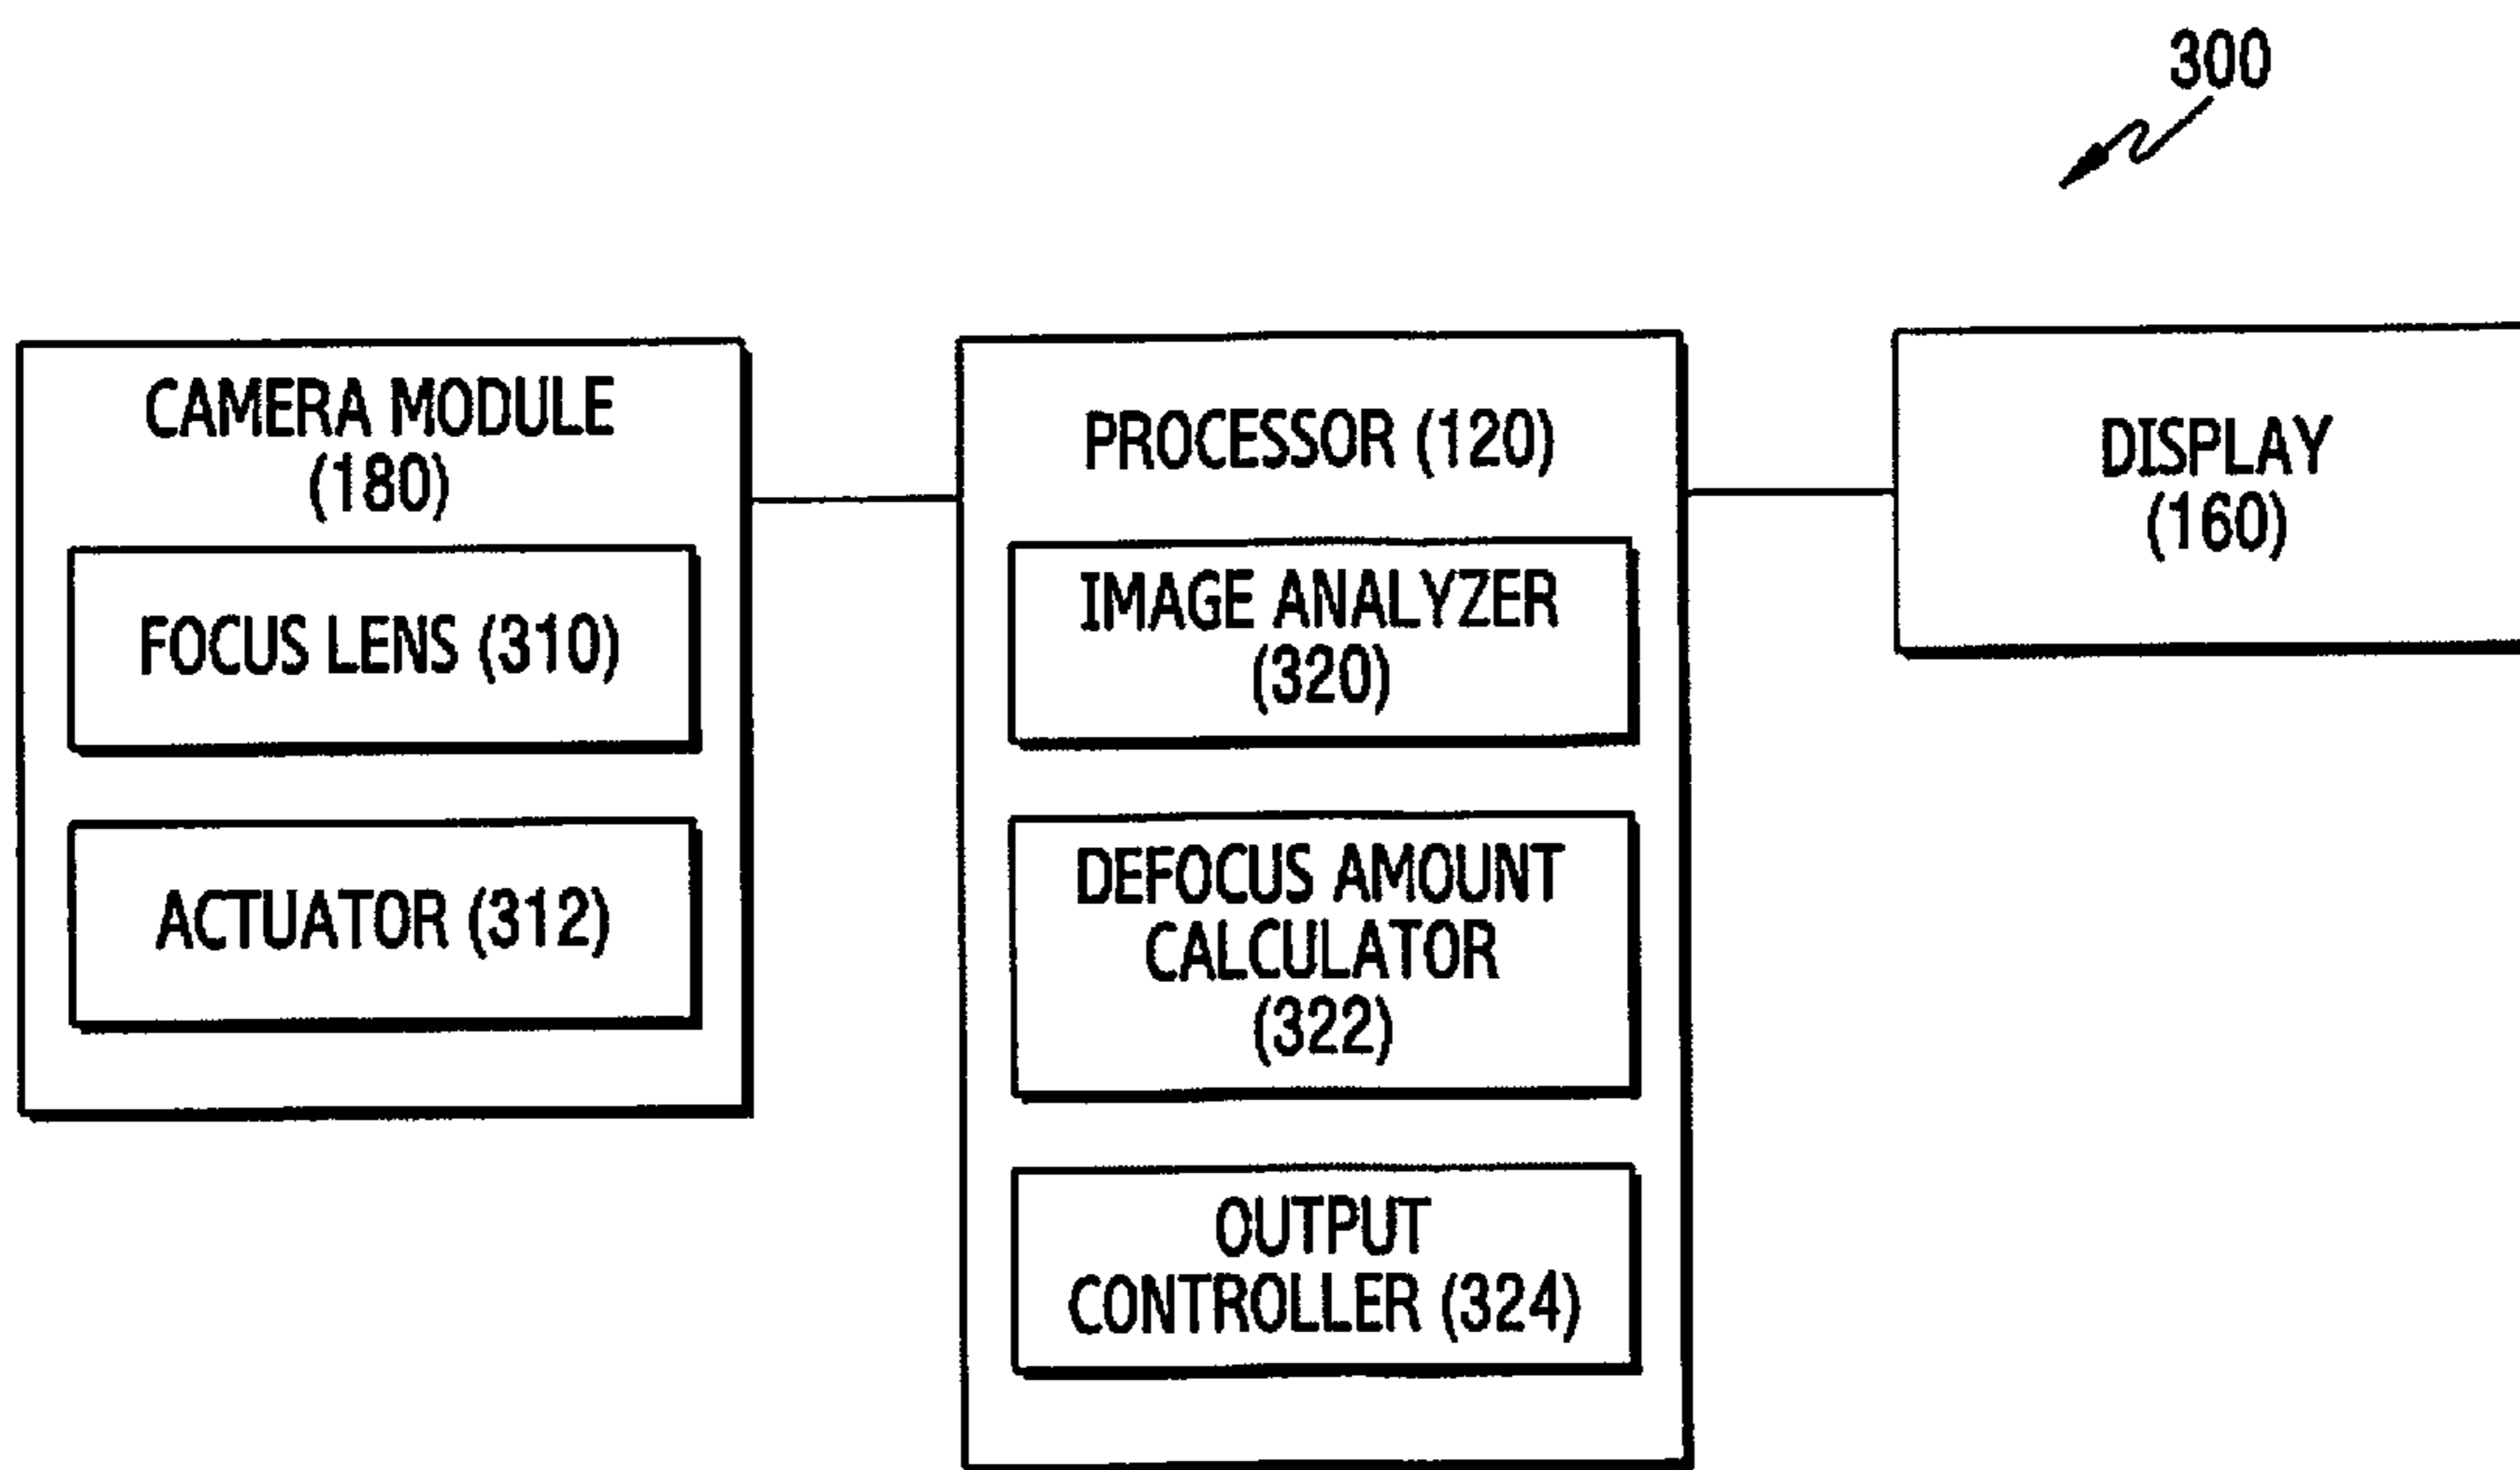 300
CAMERA MODULE
(180)
FOCUS LENS (310)
ACTUATOR (312)
PROCESSOR (120)
IMAGE ANALYZER
(320)
DEFOCUS AMOUNT
CALCULATOR
(322)
OUTPUT
CONTROLLER (324)
DISPLAY
(160)